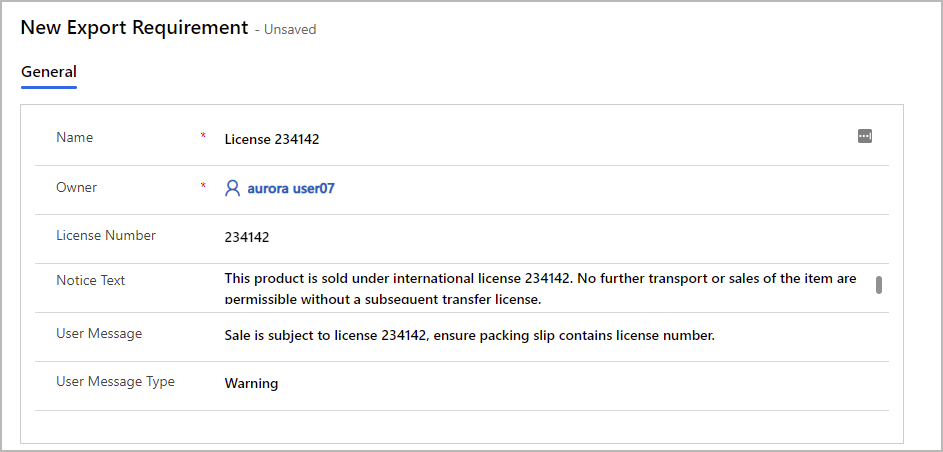 New Export Requirement - Unsaved
General
Name * License 234142
Owner * aurora user07
License Number 234142
Notice Text This product is sold under international license 234142. No further transport or sales of the item are
permissible without a subsequent transfer license.
User Message Sale is subject to license 234142, ensure packing slip contains license number.
User Message Type Warning